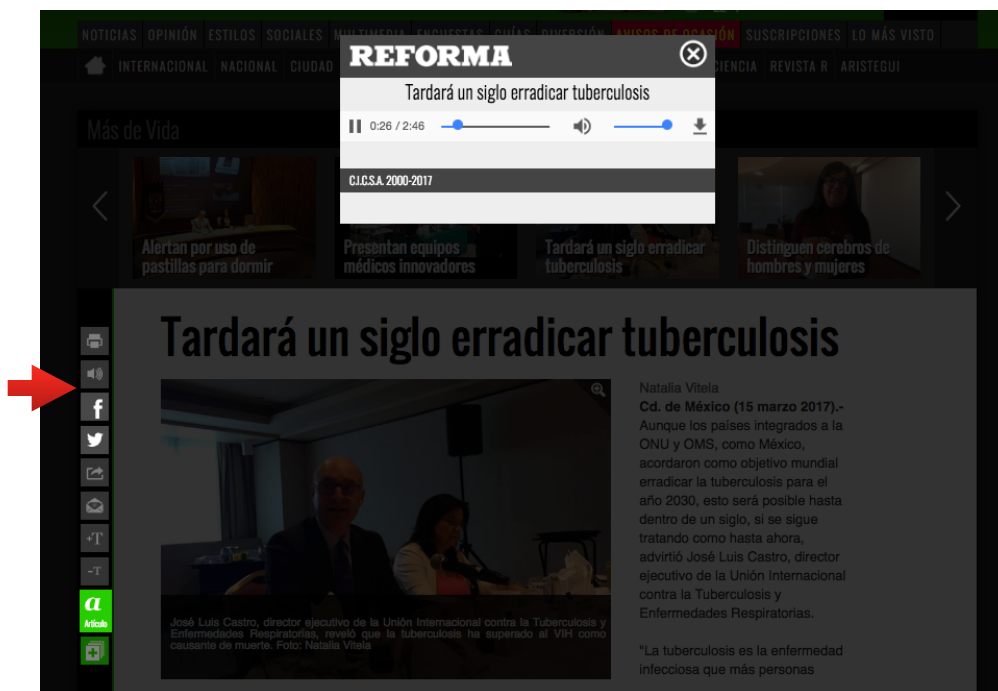 NOTICIAS OPINIÓN ESTILOS SOCIALES MULTIMEDIA ENCUESTAS GUÍAS DIVERSIÓN AVISOS DE OCASIÓN SUSCRIPCIONES LO MÁS VISTO
INTERNACIONAL NACIONAL CIUDAD CIENCIA REVISTA R ARISTEGUI
REFORMA
Tardará un siglo erradicar tuberculosis
0:26 / 2:46
C.I.C.S.A. 2000-2017
Más de Vida
Alertan por uso de
pastillas para dormir
Presentan equipos
médicos innovadores
Tardará un siglo erradicar
tuberculosis
Distinguen cerebros de
hombres y mujeres
Tardará un siglo erradicar tuberculosis
f
+T
-T
a
Artículo
José Luis Castro, director ejecutivo de la Unión Internacional contra la Tuberculosis y
Enfermedades Respiratorias, reveló que la tuberculosis ha superado al VIH como
causante de muerte. Foto: Natalia Vitela
Natalia Vitela
Cd. de México (15 marzo 2017).-
Aunque los países integrados a la
ONU y OMS, como México,
acordaron como objetivo mundial
erradicar la tuberculosis para el
año 2030, esto será posible hasta
dentro de un siglo, si se sigue
tratando como hasta ahora,
advirtió José Luis Castro, director
ejecutivo de la Unión Internacional
contra la Tuberculosis y
Enfermedades Respiratorias.
"La tuberculosis es la enfermedad
infecciosa que más personas